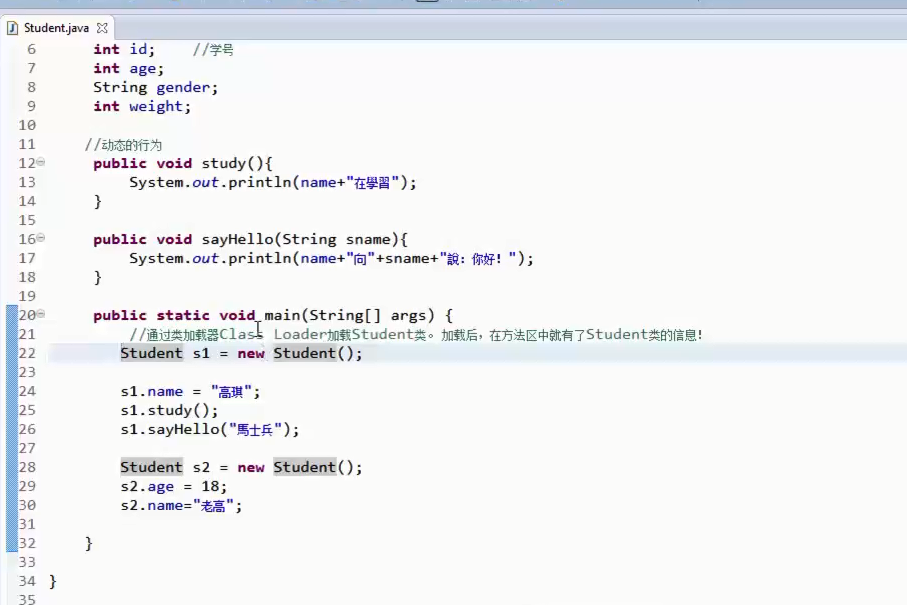 Student.java
6 int id; //学号
7 int age;
8 String gender;
9 int weight;
10
11 //动态的行为
12 public void study(){
13 System.out.println(name+"在學習");
14 }
15
16 public void sayHello(String sname){
17 System.out.println(name+"向"+sname+"說：你好！");
18 }
19
20 public static void main(String[] args) {
21 //通过类加载器Class Loader加载Student类。加载后，在方法区中就有了Student类的信息！
22 Student s1 = new Student();
23
24 s1.name = "高琪";
25 s1.study();
26 s1.sayHello("馬士兵");
27
28 Student s2 = new Student();
29 s2.age = 18;
30 s2.name="老高";
31
32 }
33
34 }
35